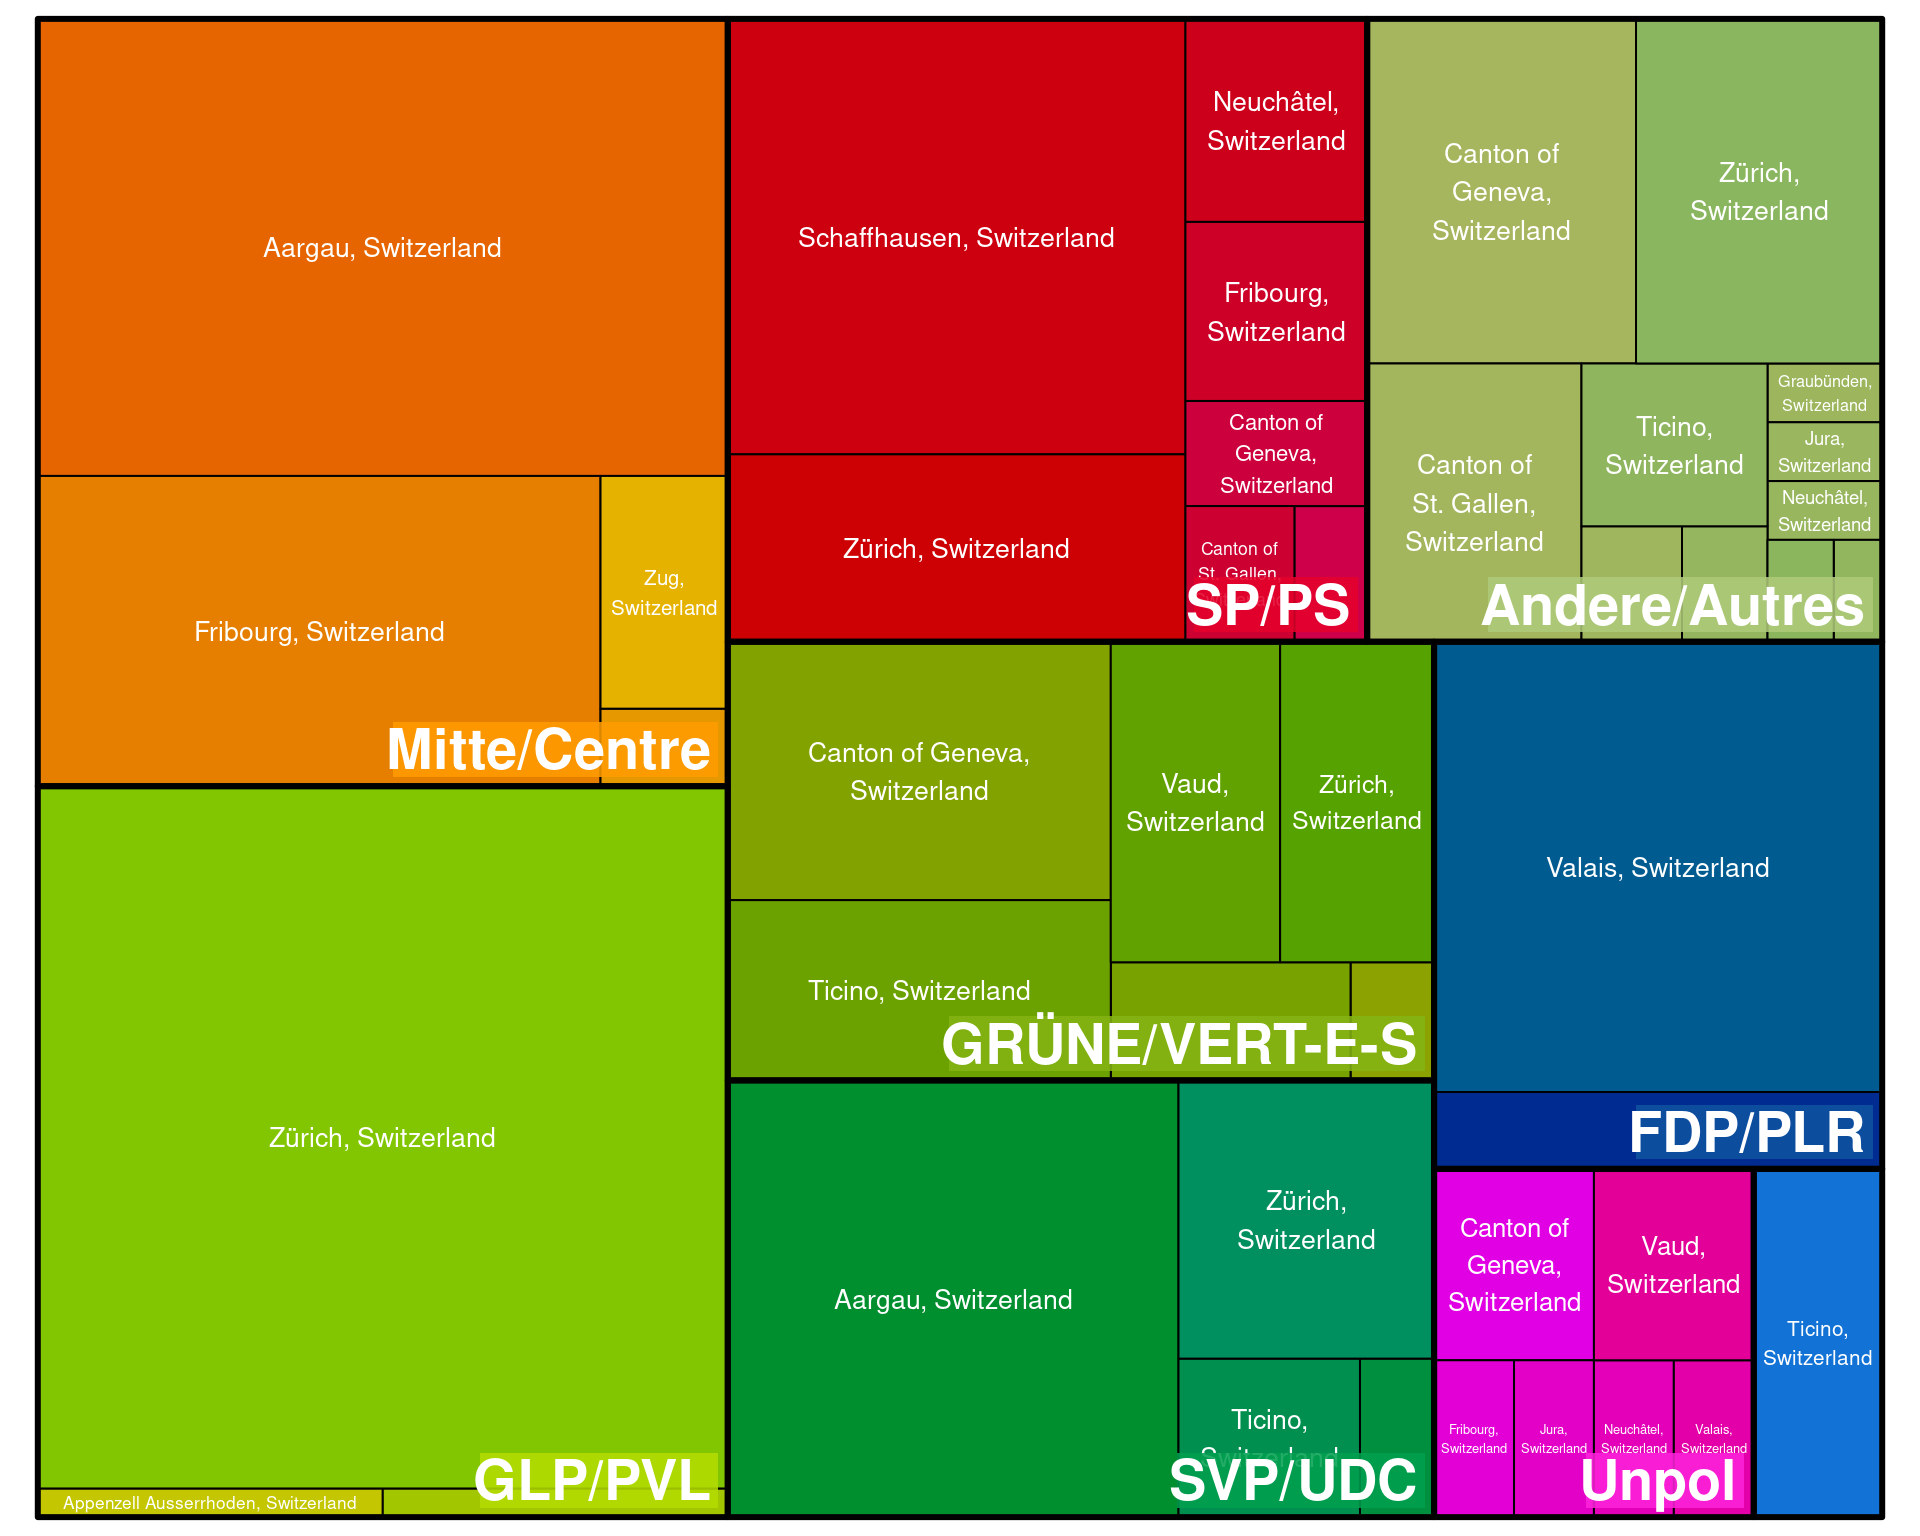 Aargau, Switzerland
Fribourg, Switzerland
Zug,
Switzerland
Mitte/Centre
Zürich, Switzerland
Appenzell Ausserrhoden, Switzerland
GLP/PVL
Schaffhausen, Switzerland
Zürich, Switzerland
Neuchâtel,
Switzerland
Fribourg,
Switzerland
Canton of
Geneva,
Switzerland
Canton of
St. Gallen,
SP/PS
Canton of
Geneva,
Switzerland
Zürich,
Switzerland
Canton of
St. Gallen,
Switzerland
Ticino,
Switzerland
Graubünden,
Switzerland
Jura,
Switzerland
Neuchâtel,
Switzerland
Andere/Autres
Canton of Geneva,
Switzerland
Ticino, Switzerland
Vaud,
Switzerland
Zürich,
Switzerland
GRÜNE/VERT-E-S
Valais, Switzerland
FDP/PLR
Aargau, Switzerland
Zürich,
Switzerland
Ticino,
Switzerland
SVP/UDC
Canton of
Geneva,
Switzerland
Vaud,
Switzerland
Fribourg,
Switzerland
Jura,
Switzerland
Neuchâtel,
Switzerland
Valais,
Switzerland
Unpol
Ticino,
Switzerland